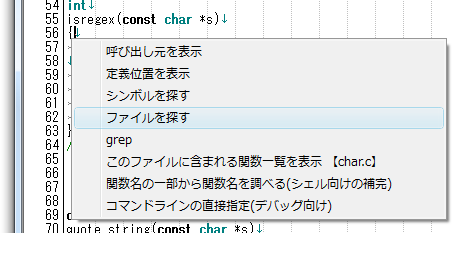 54 int↓
55 isregex(const char *s)↓
56 {↓
57
58
59
60
61
62
63 }
64 /
65
66
67
68
69
70 quote_string(const char *s)↓
呼び出し元を表示
定義位置を表示
シンボルを探す
ファイルを探す
grep
このファイルに含まれる関数一覧を表示 【char.c】
関数名の一部から関数名を調べる(シェル向けの補完)
コマンドラインの直接指定(デバッグ向け)